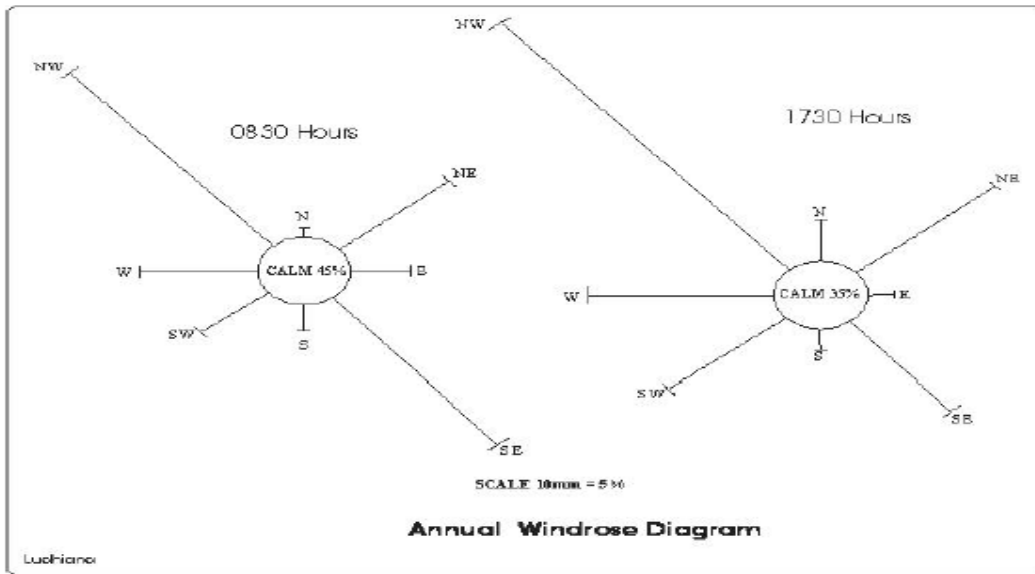 NW
0830 Hours
NE
N
W
CALM 45%
E
SW
S
SE
NW
1730 Hours
NE
N
W
CALM 35%
E
SW
S
SE
SCALE 10mm = 5%
Annual Windrose Diagram
Ludhiana